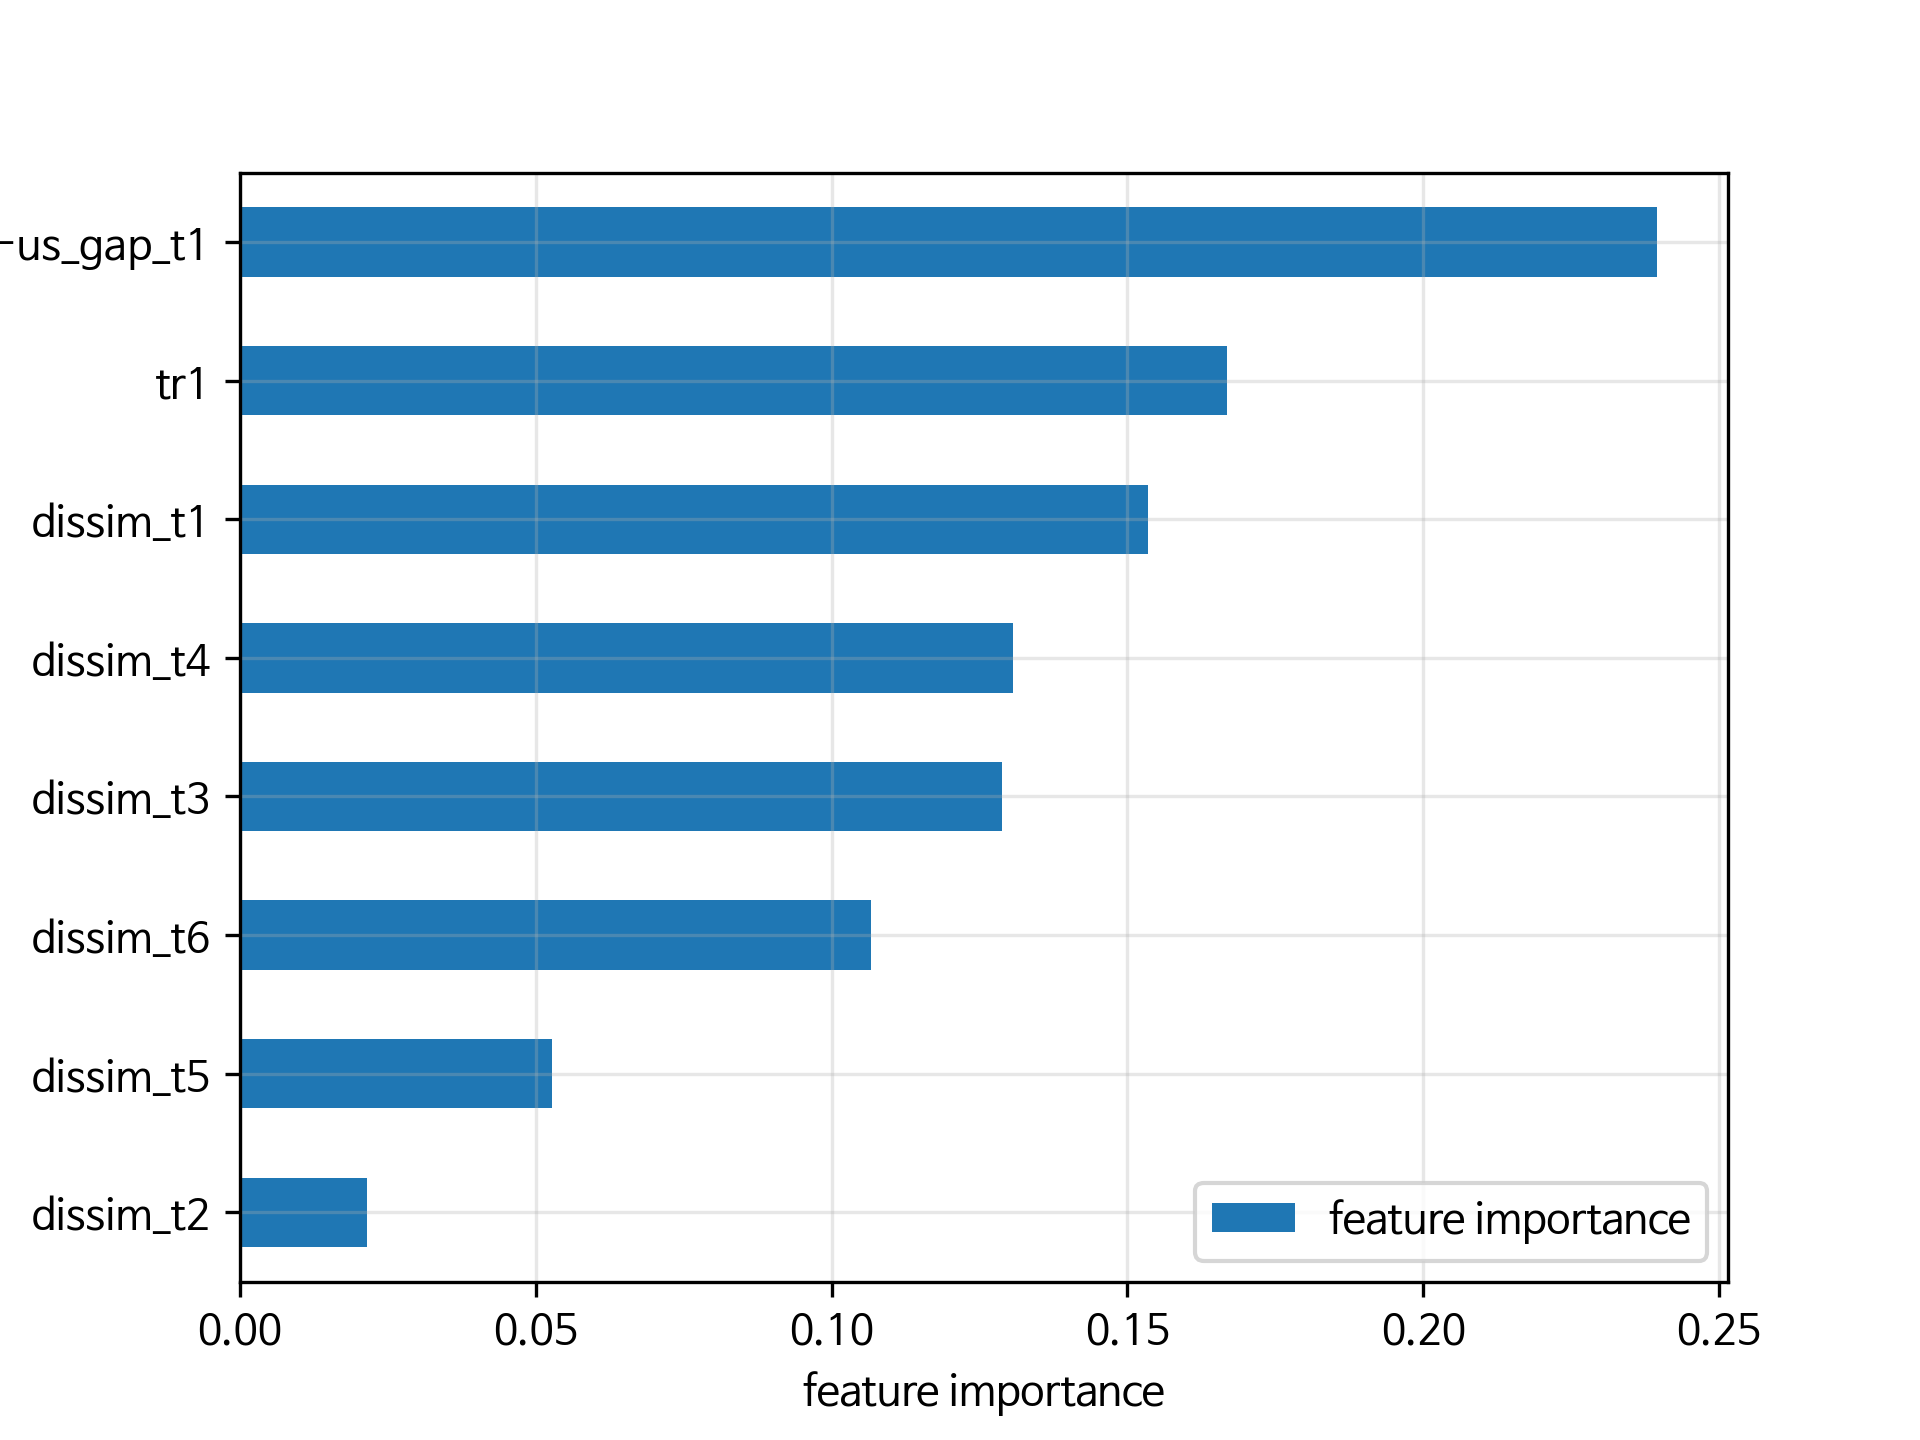 -us_gap_t1
tr1
dissim_t1
dissim_t4
dissim_t3
dissim_t6
dissim_t5
dissim_t2
feature importance
0.00 0.05 0.10 0.15 0.20 0.25
feature importance